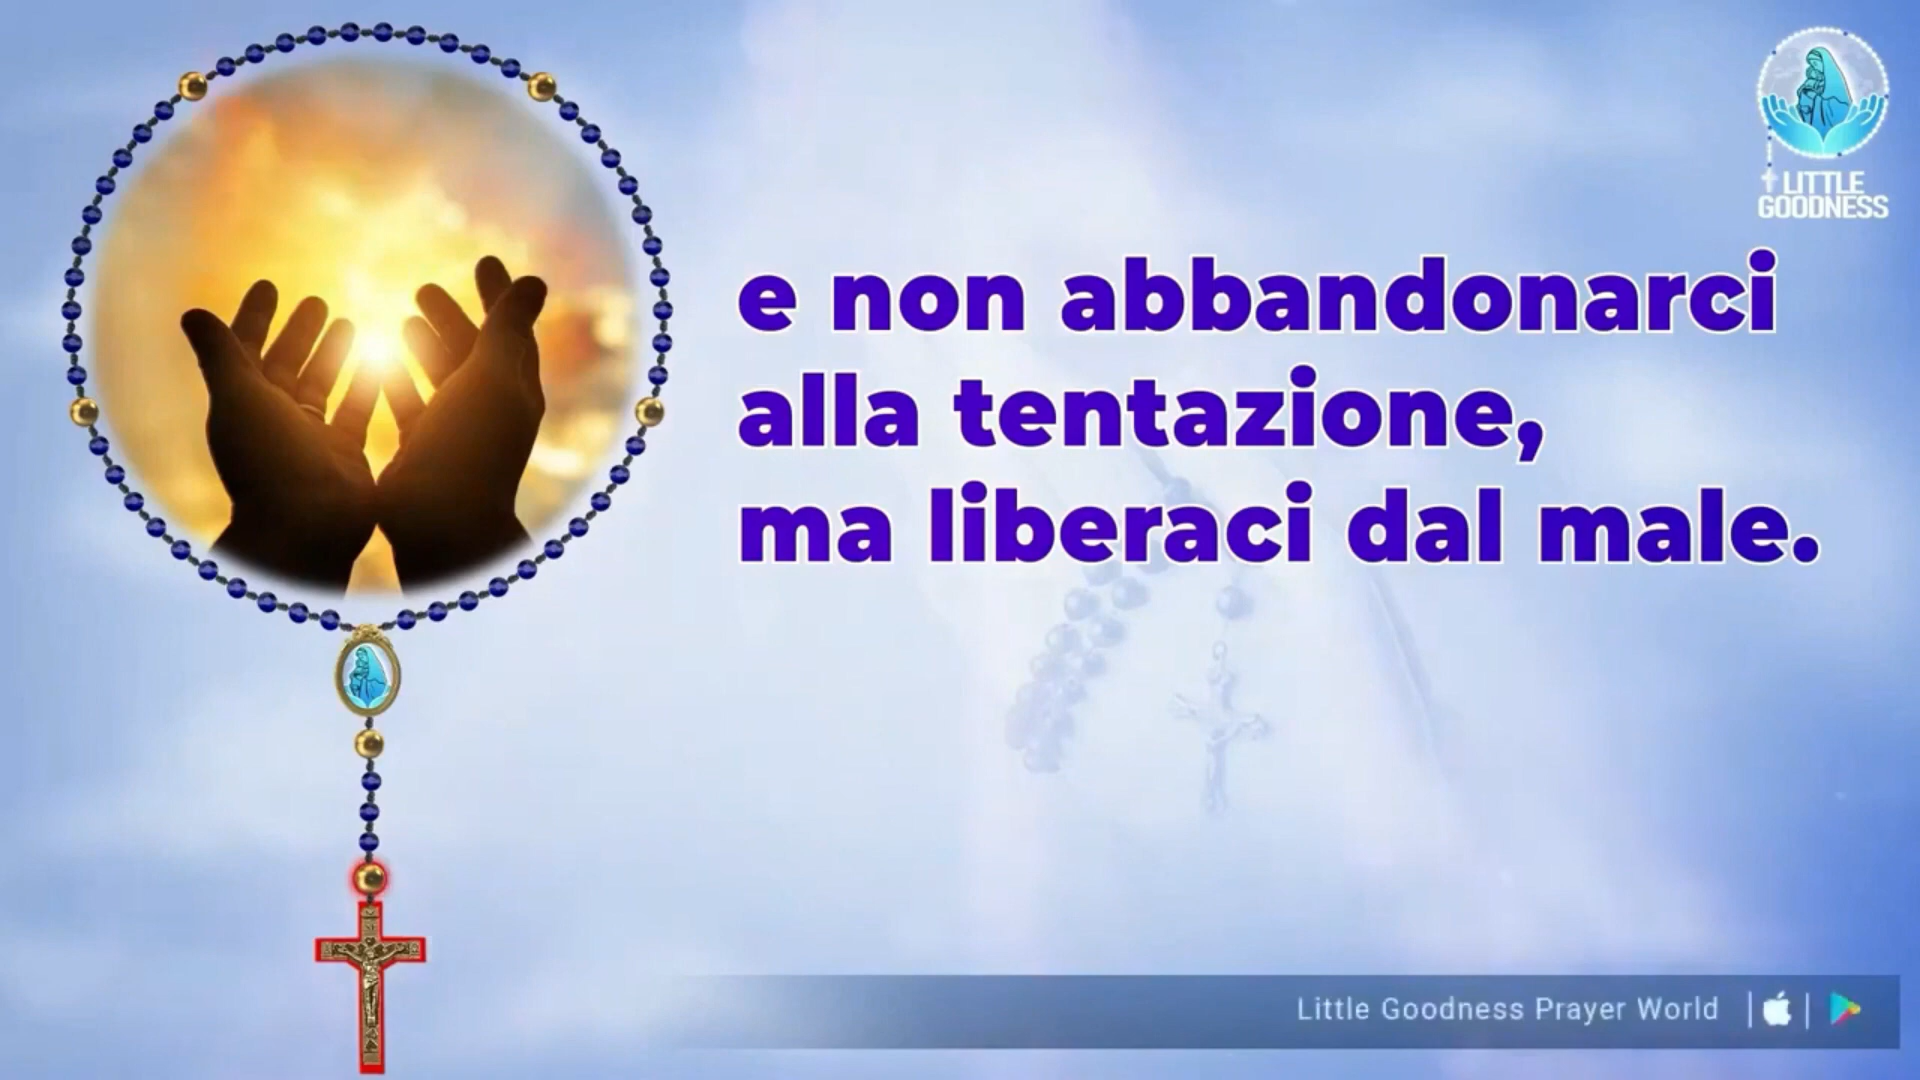 LITTLE
GOODNESS
e non abbandonarci
alla tentazione,
ma liberaci dal male.
Little Goodness Prayer World